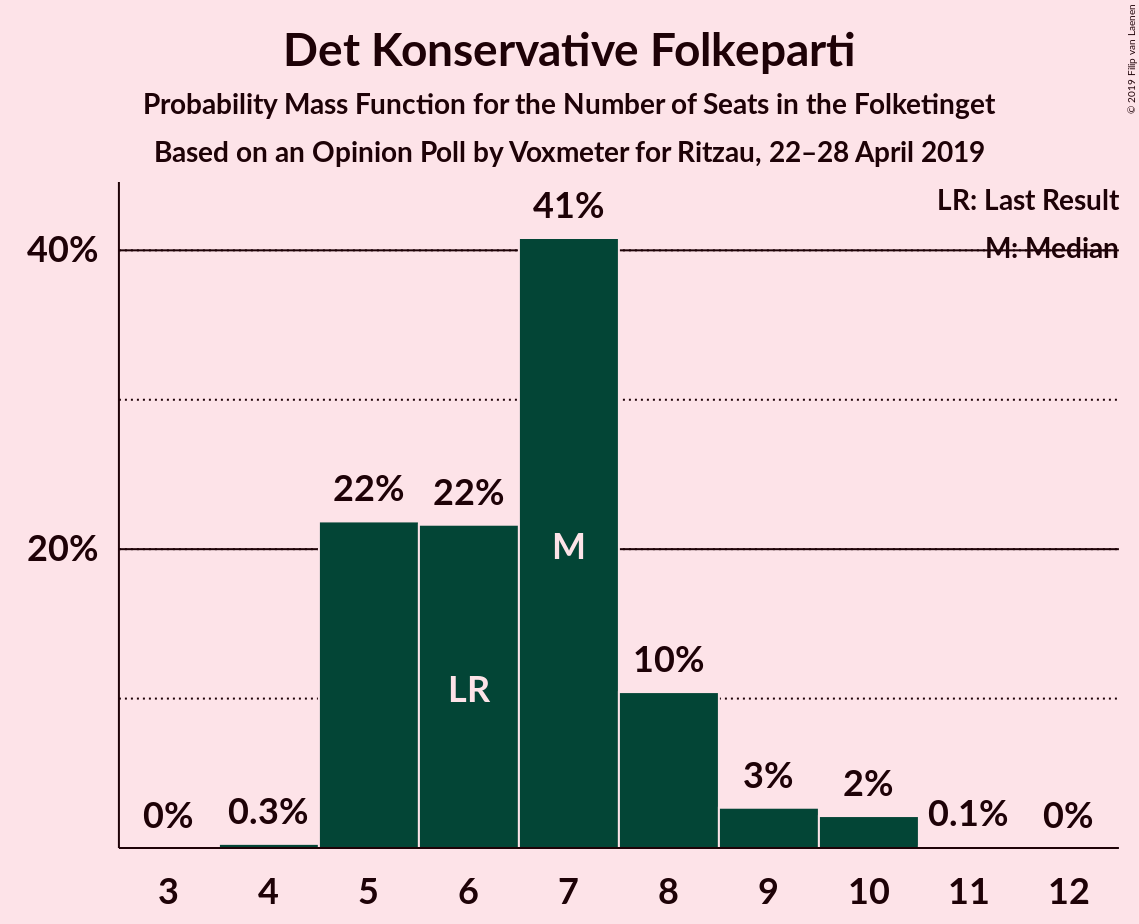 Det Konservative Folkeparti
Probability Mass Function for the Number of Seats in the Folketinget
Based on an Opinion Poll by Voxmeter for Ritzau, 22–28 April 2019
© 2019 Filip van Laenen
LR: Last Result
M: Median
40%
20%
0%
0.3%
22%
22%
41%
10%
3%
2%
0.1%
0%
LR
M
3 4 5 6 7 8 9 10 11 12